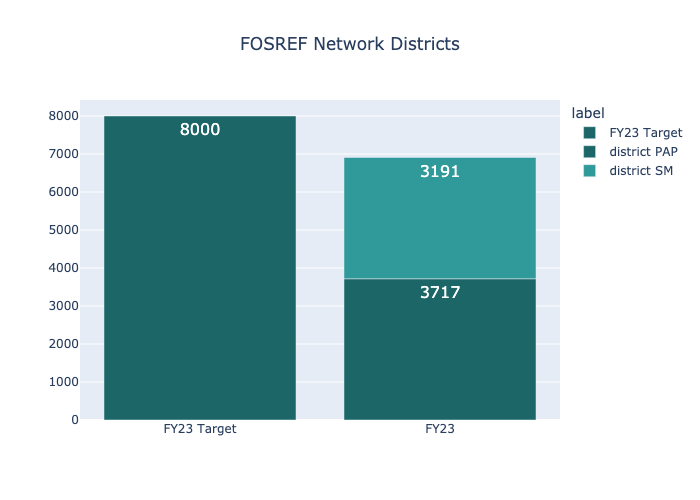 FOSREF Network Districts
label
FY23 Target
district PAP
district SM
8000
7000
6000
5000
4000
3000
2000
1000
0
8000
3191
3717
FY23 Target
FY23